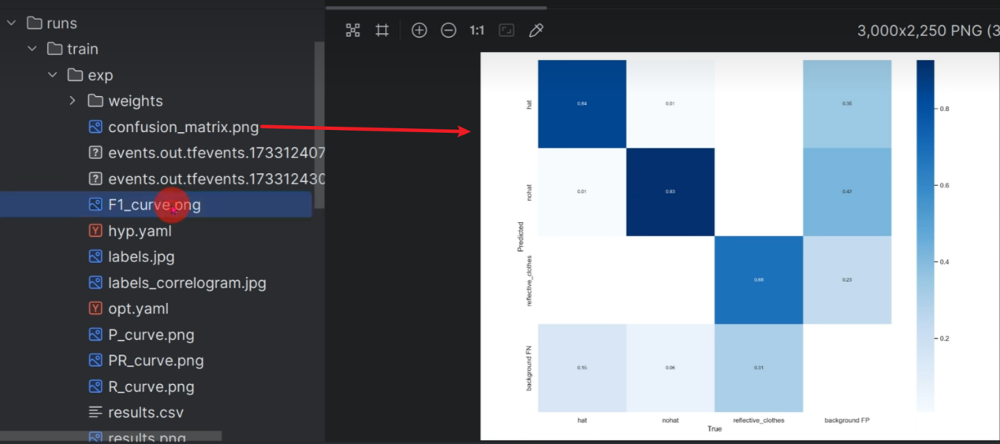 runs
train
exp
weights
confusion_matrix.png
events.out.tfevents.173312407
events.out.tfevents.173312430
F1_curve.png
hyp.yaml
labels.jpg
labels_correlogram.jpg
opt.yaml
P_curve.png
PR_curve.png
R_curve.png
results.csv
results.png
1:1
3,000x2,250 PNG (3
hat
0.84
0.01
0.35
0.8
nohat
0.01
0.93
0.42
0.6
Predicted
reflective_clothes
0.68
0.23
0.4
background FN
0.15
0.06
0.31
0.2
hat
nohat
reflective_clothes
background FP
True